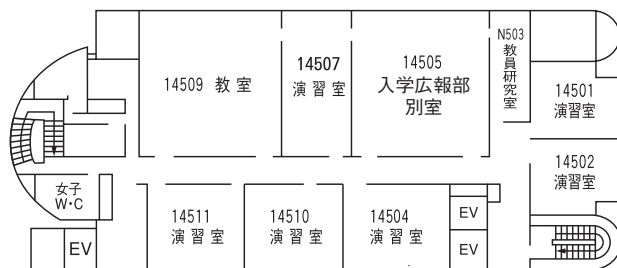 N503
教員研究室
14509 教室
14507
演習室
14505
入学広報部
別室
14501
演習室
14502
演習室
女子
W・C
14511
演習室
14510
演習室
14504
演習室
EV
EV
EV